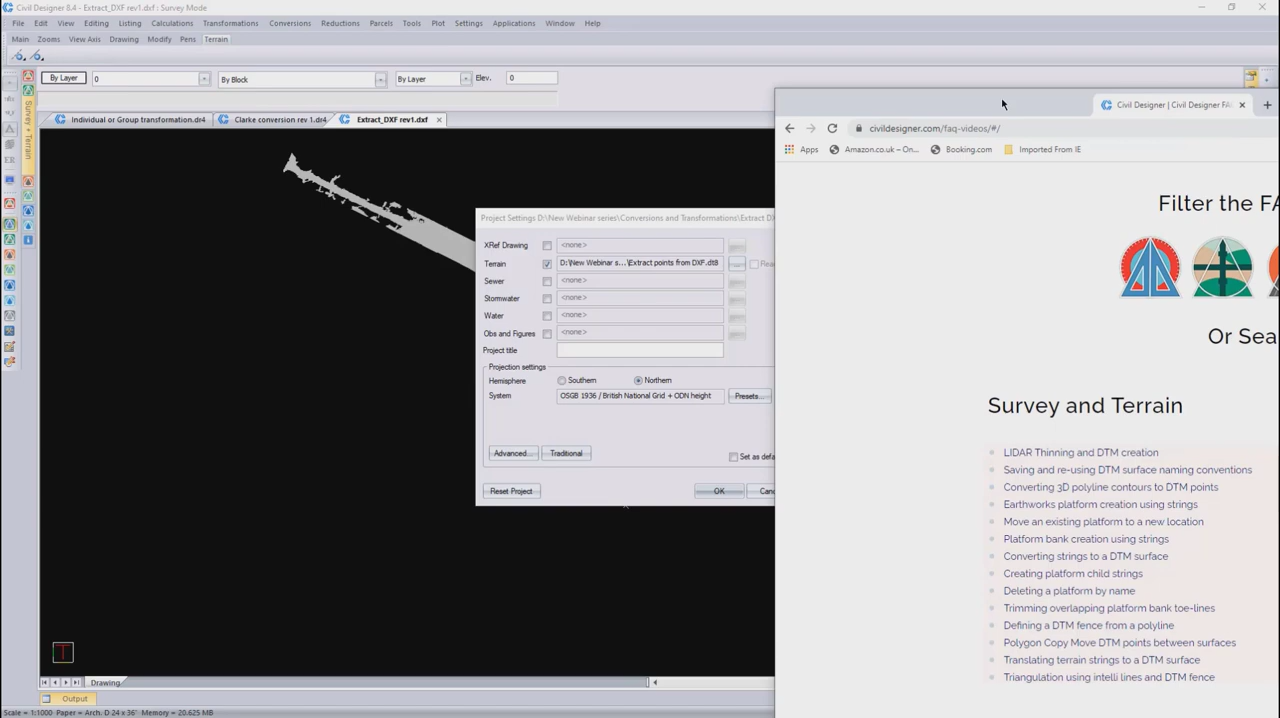 Civil Designer 8.4 - Extract_DXF rev1.dxf : Survey Mode
File Edit View Editing Listing Calculations Transformations Conversions Reductions Parcels Tools Plot Settings Applications Window Help
Main Zooms View Axis Drawing Modify Pens Terrain
By Layer 0 By Block By Layer Elev. 0
Individual or Group transformation.dr4 Clarke conversion rev 1.dr4 Extract_DXF rev1.dxf
Survey + Terrain
ER
Project Settings D:\New Webinar series\Conversions and Transformations\Extract DX
XRef Drawing <none>
Terrain D:\New Webinar s...\Extract points from DXF.dt8 ... Rea
Sewer <none>
Stormwater <none>
Water <none>
Obs and Figures <none>
Project title
Projection settings
Hemisphere Southern Northern
System OSGB 1936 / British National Grid + ODN height Presets...
Advanced... Traditional
Set as defa
Reset Project OK Canc
T
Drawing
Output
Scale = 1:1000 Paper = Arch. D 24 x 36" Memory = 20.625 MB
Civil Designer | Civil Designer FA
civildesigner.com/faq-videos/#/
Apps Amazon.co.uk – On... Booking.com Imported From IE
Filter the FA
Or Sea
Survey and Terrain
LIDAR Thinning and DTM creation
Saving and re-using DTM surface naming conventions
Converting 3D polyline contours to DTM points
Earthworks platform creation using strings
Move an existing platform to a new location
Platform bank creation using strings
Converting strings to a DTM surface
Creating platform child strings
Deleting a platform by name
Trimming overlapping platform bank toe-lines
Defining a DTM fence from a polyline
Polygon Copy Move DTM points between surfaces
Translating terrain strings to a DTM surface
Triangulation using intelli lines and DTM fence